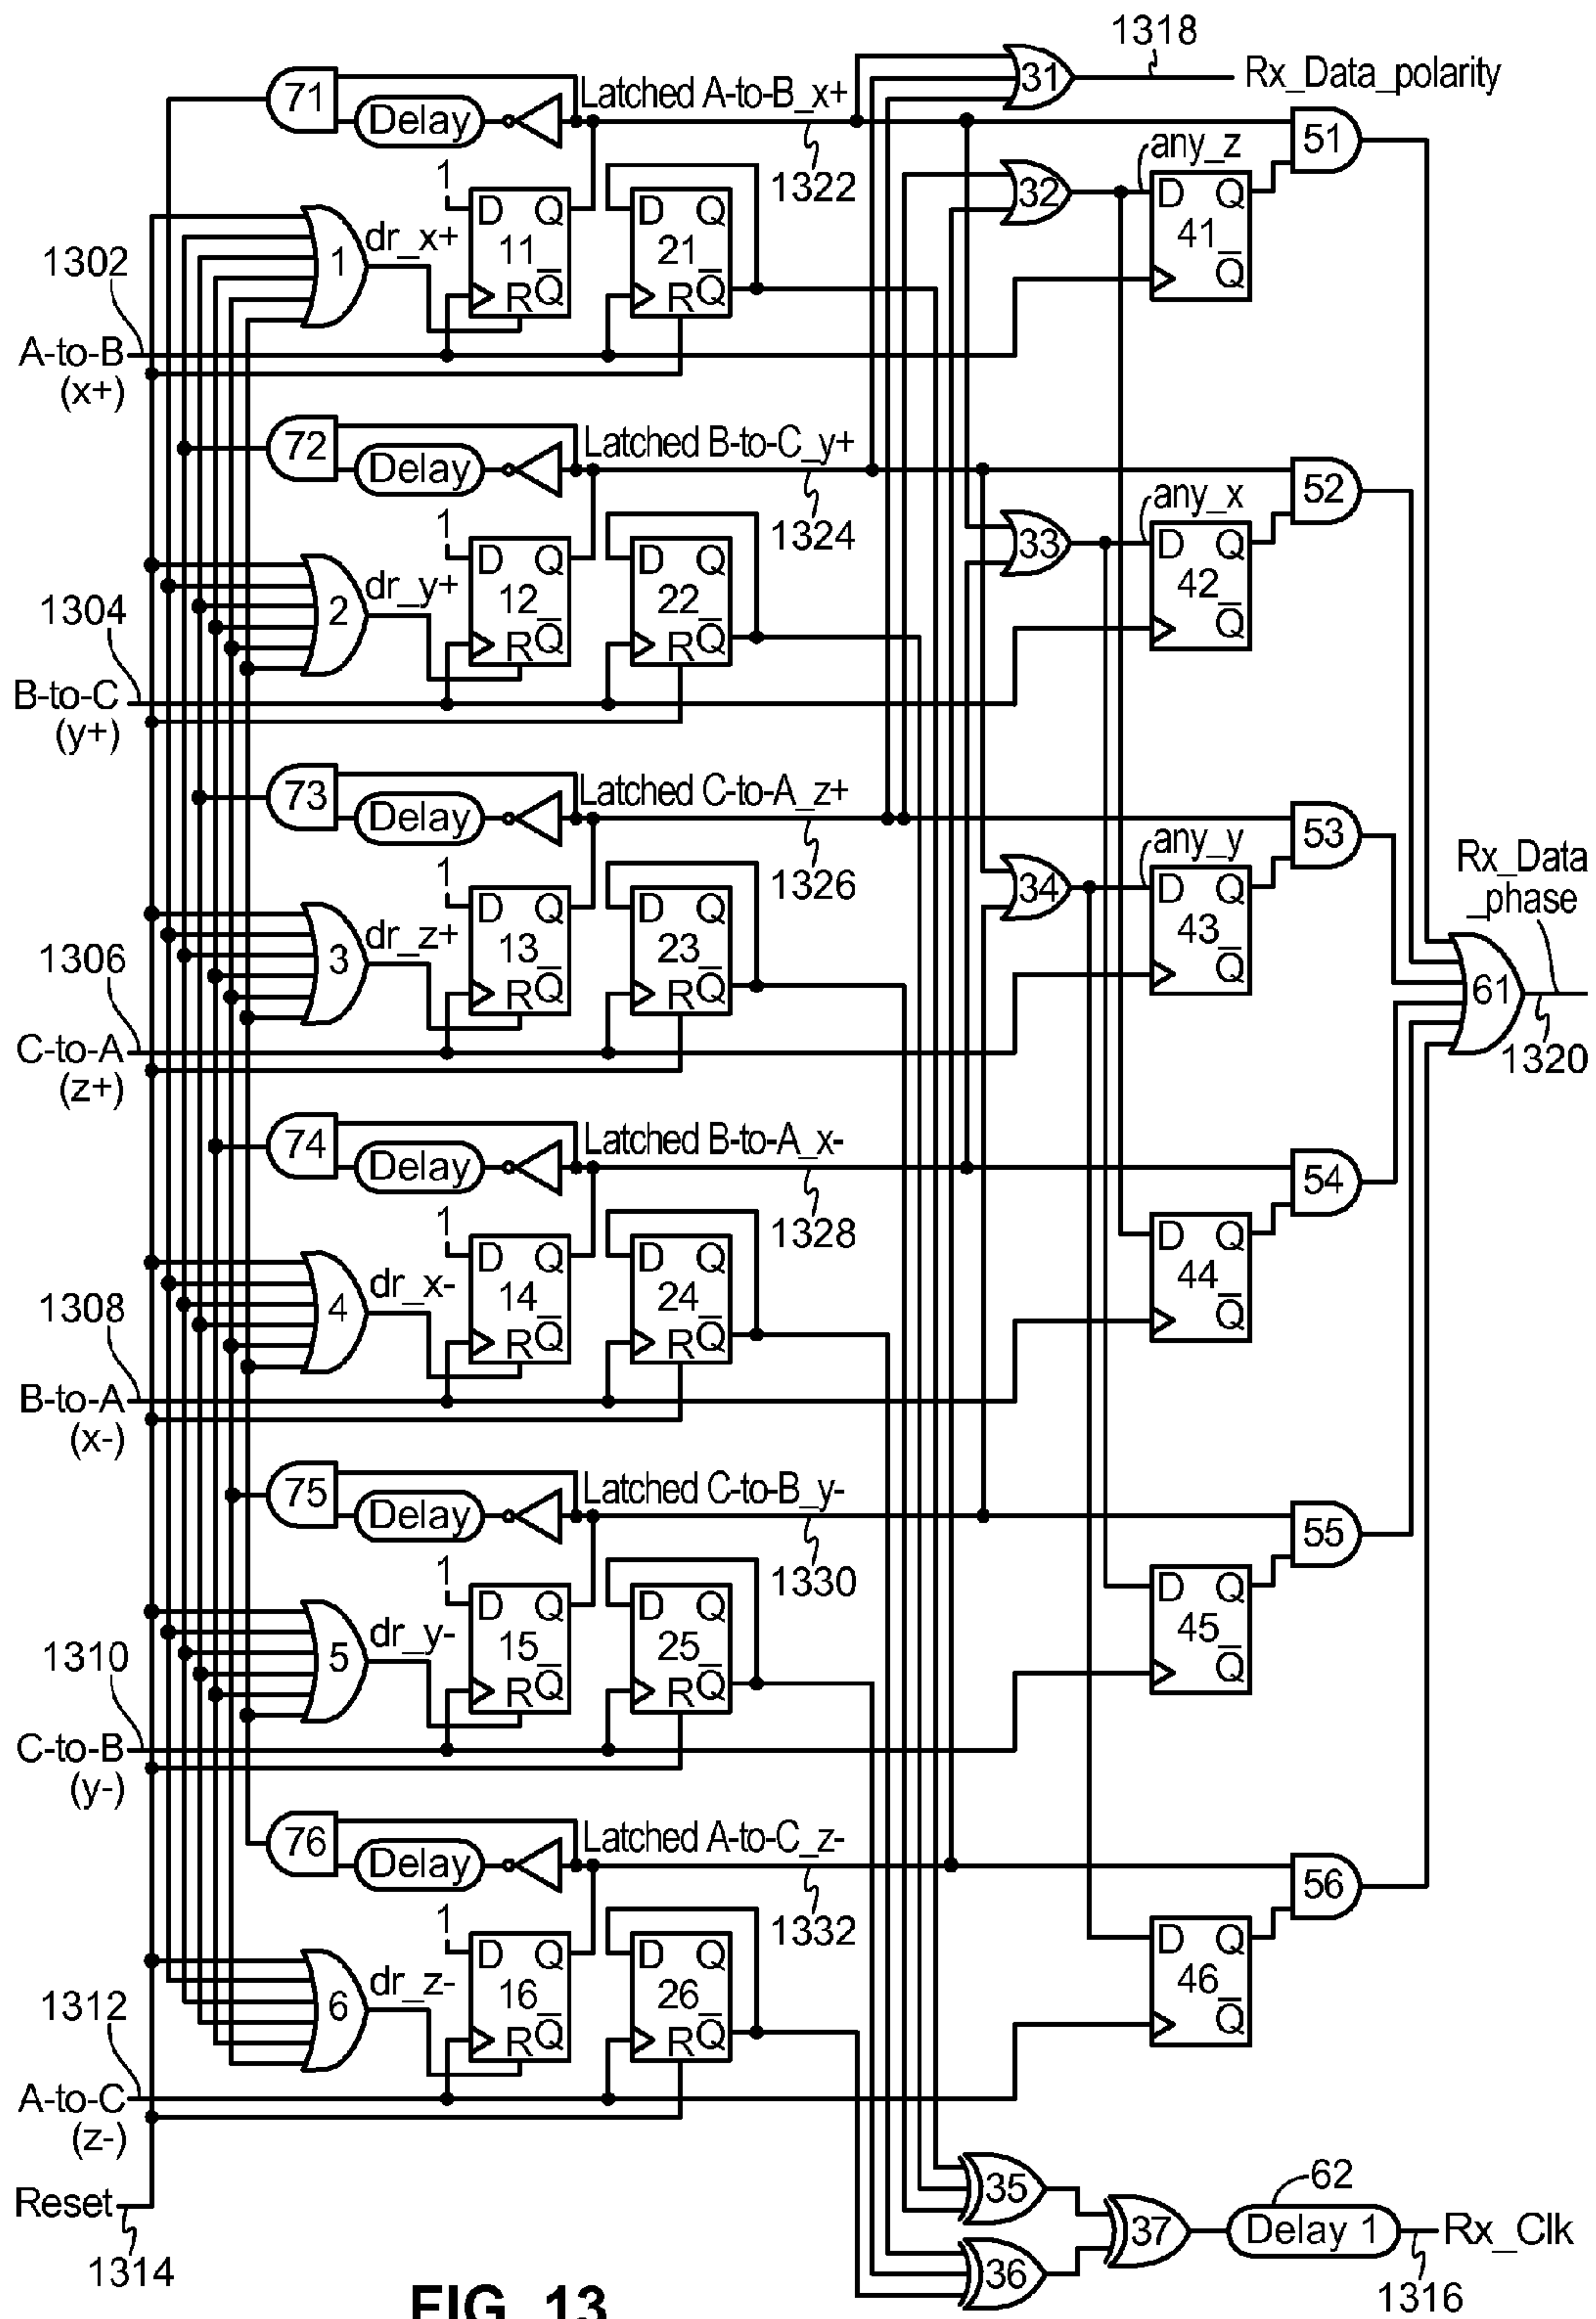 1318
31
Rx_Data_polarity
71
Delay
Latched A-to-B_x+
1322
51
any_z
32
1
D Q
11
R Q̅
D Q
21
R Q̅
D Q
41
Q̅
dr_x+
1
1302
A-to-B
(x+)
72
Delay
Latched B-to-C_y+
1324
52
any_x
33
1
D Q
12
R Q̅
D Q
22
R Q̅
D Q
42
Q̅
dr_y+
2
1304
B-to-C
(y+)
73
Delay
Latched C-to-A_z+
1326
53
any_y
34
1
D Q
13
R Q̅
D Q
23
R Q̅
D Q
43
Q̅
Rx_Data
_phase
61
1320
dr_z+
3
1306
C-to-A
(z+)
74
Delay
Latched B-to-A_x-
1328
54
1
D Q
14
R Q̅
D Q
24
R Q̅
D Q
44
Q̅
dr_x-
4
1308
B-to-A
(x-)
75
Delay
Latched C-to-B_y-
1330
55
1
D Q
15
R Q̅
D Q
25
R Q̅
D Q
45
Q̅
dr_y-
5
1310
C-to-B
(y-)
76
Delay
Latched A-to-C_z-
1332
56
1
D Q
16
R Q̅
D Q
26
R Q̅
D Q
46
Q̅
dr_z-
6
1312
A-to-C
(z-)
Reset
1314
35
36
37
62
Delay 1
Rx_Clk
1316
FIG. 13